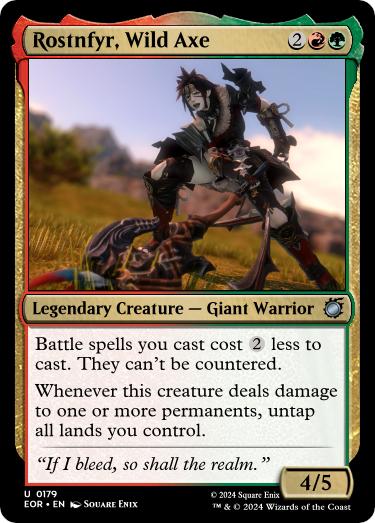 Rostnfyr, Wild Axe 2
Legendary Creature — Giant Warrior
Battle spells you cast cost 2 less to
cast. They can't be countered.
Whenever this creature deals damage
to one or more permanents, untap
all lands you control.
"If I bleed, so shall the realm."
4/5
U 0179
EOR • EN Square Enix
© 2024 Square Enix
™ & © 2024 Wizards of the Coast